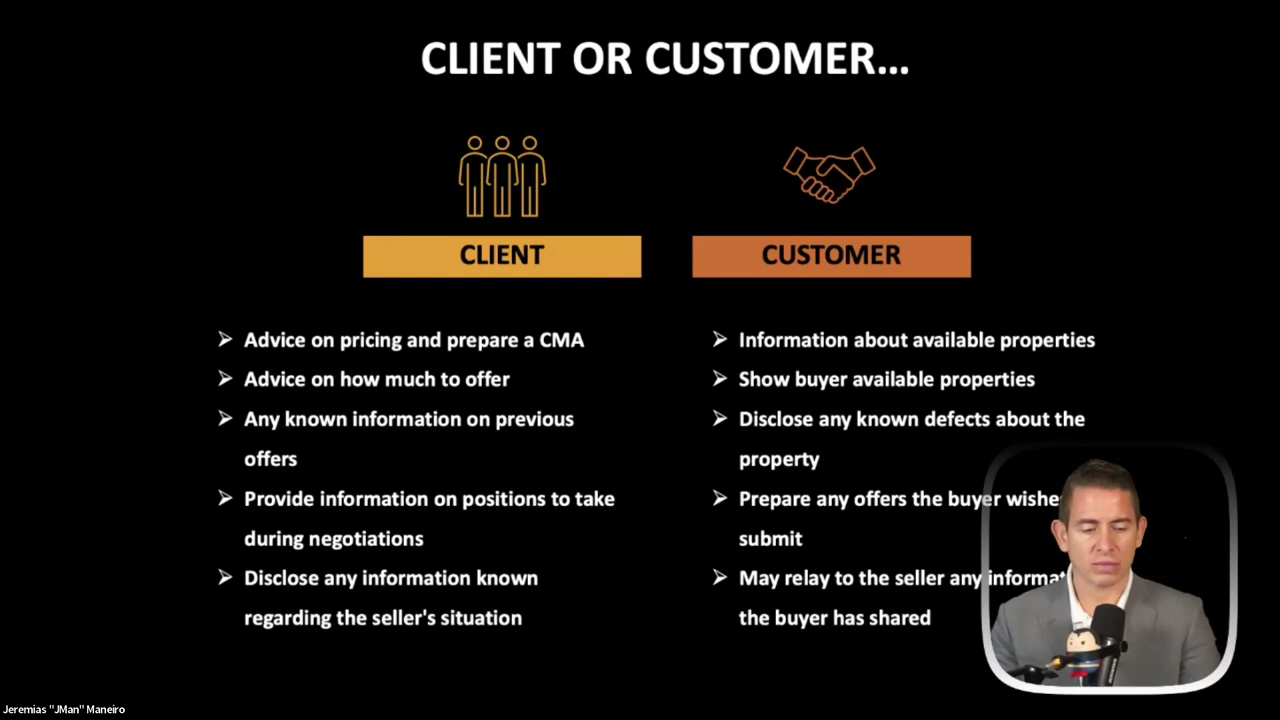 CLIENT OR CUSTOMER...
CLIENT
CUSTOMER
➢ Advice on pricing and prepare a CMA
➢ Advice on how much to offer
➢ Any known information on previous
offers
➢ Provide information on positions to take
during negotiations
➢ Disclose any information known
regarding the seller's situation
➢ Information about available properties
➢ Show buyer available properties
➢ Disclose any known defects about the
property
➢ Prepare any offers the buyer
submit
➢ May relay to the seller any
the buyer has shared
Jeremias "JMan" Maneiro